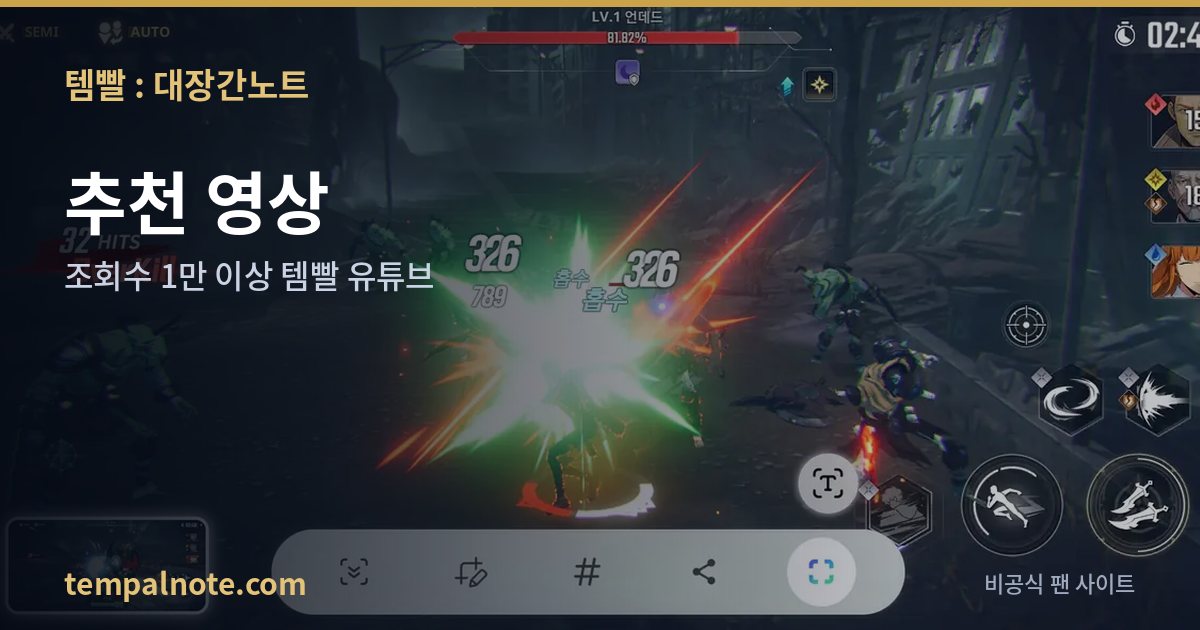 SEMI
AUTO
LV.1 언데드
81.82%
02:4
템빨 : 대장간노트
추천 영상
32 HITS
조회수 1만 이상 템빨 유튜브
326
326
789
흡수
흡수
15
18
T
#
tempalnote.com
비공식 팬 사이트